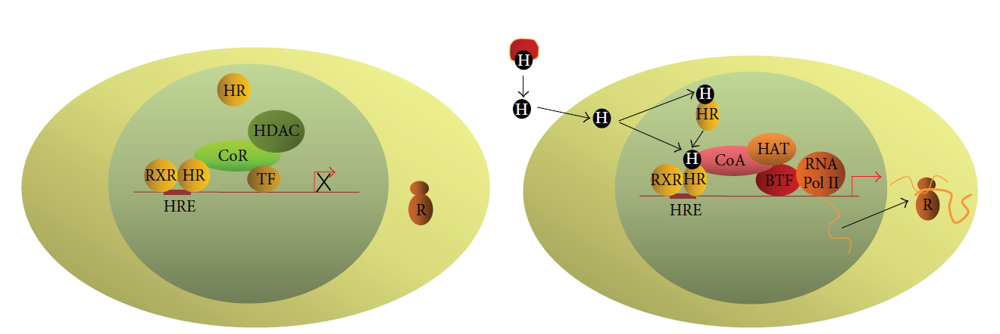 HR
HDAC
CoR
RXR HR TF X
HRE
R
H
H
H
H
HR
H
CoA
HAT
RXR HR
BTF
RNA
Pol II
HRE
R